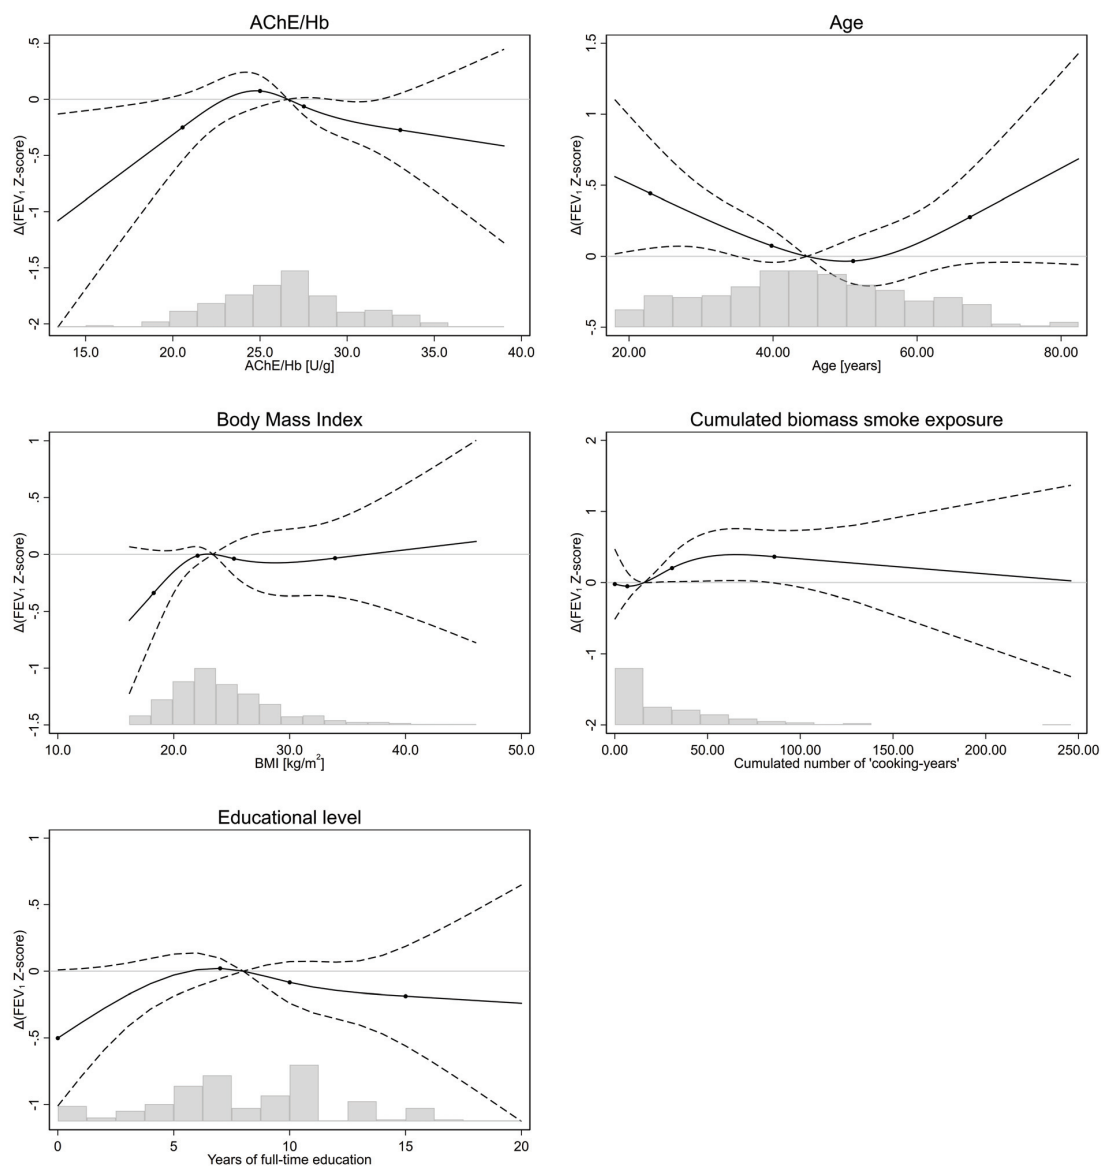 AChE/Hb
Δ(FEV₁ Z-score)
.5
0
-.5
-1
-1.5
-2
15.0 20.0 25.0 30.0 35.0 40.0
AChE/Hb [U/g]
Age
Δ(FEV₁ Z-score)
1.5
1
.5
0
-.5
20.00 40.00 60.00 80.00
Age [years]
Body Mass Index
Δ(FEV₁ Z-score)
1
.5
0
-.5
-1
-1.5
10.0 20.0 30.0 40.0 50.0
BMI [kg/m²]
Cumulated biomass smoke exposure
Δ(FEV₁ Z-score)
2
1
0
-1
-2
0.00 50.00 100.00 150.00 200.00 250.00
Cumulated number of 'cooking-years'
Educational level
Δ(FEV₁ Z-score)
1
.5
0
-.5
-1
0 5 10 15 20
Years of full-time education